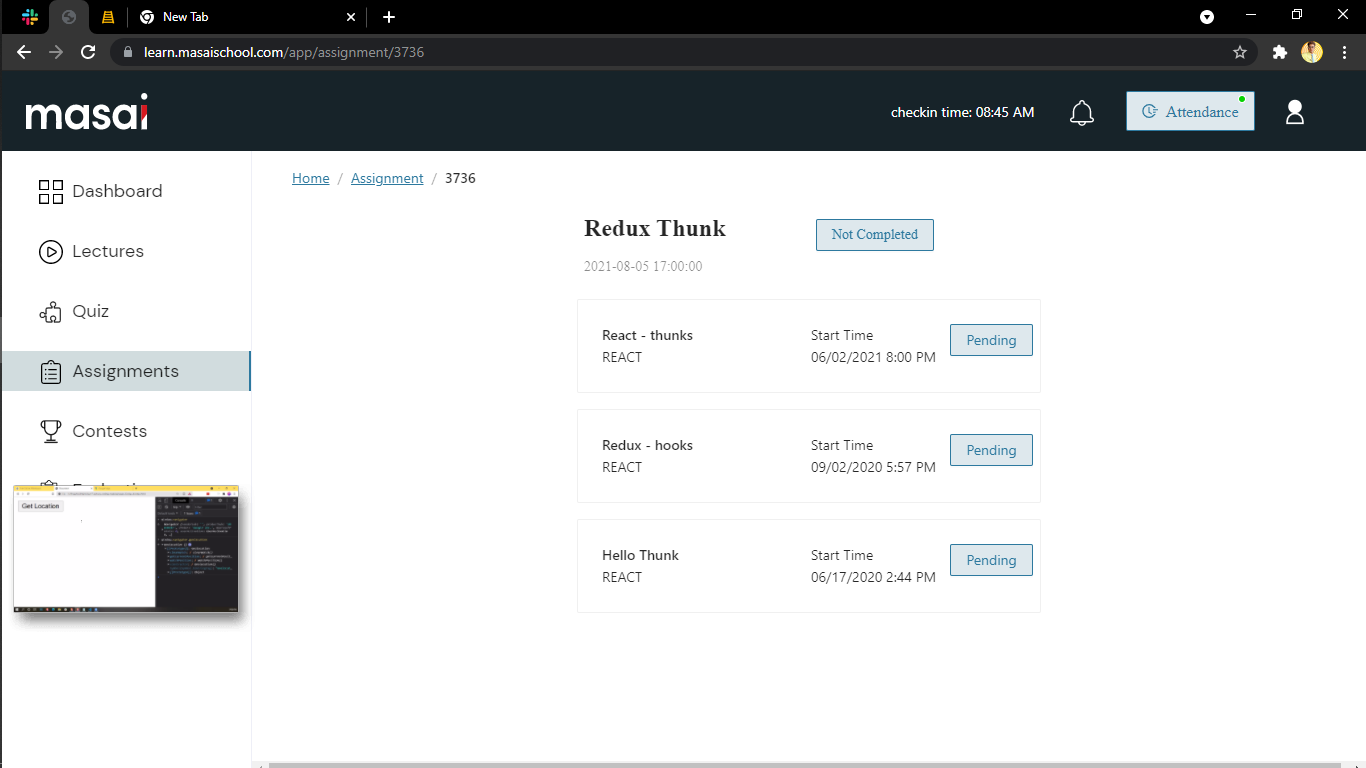 New Tab
learn.masaischool.com/app/assignment/3736
masai
checkin time: 08:45 AM
Attendance
Dashboard
Lectures
Quiz
Assignments
Contests
Home / Assignment / 3736
Redux Thunk
Not Completed
2021-08-05 17:00:00
React - thunks
REACT
Start Time
06/02/2021 8:00 PM
Pending
Redux - hooks
REACT
Start Time
09/02/2020 5:57 PM
Pending
Hello Thunk
REACT
Start Time
06/17/2020 2:44 PM
Pending
Get Location